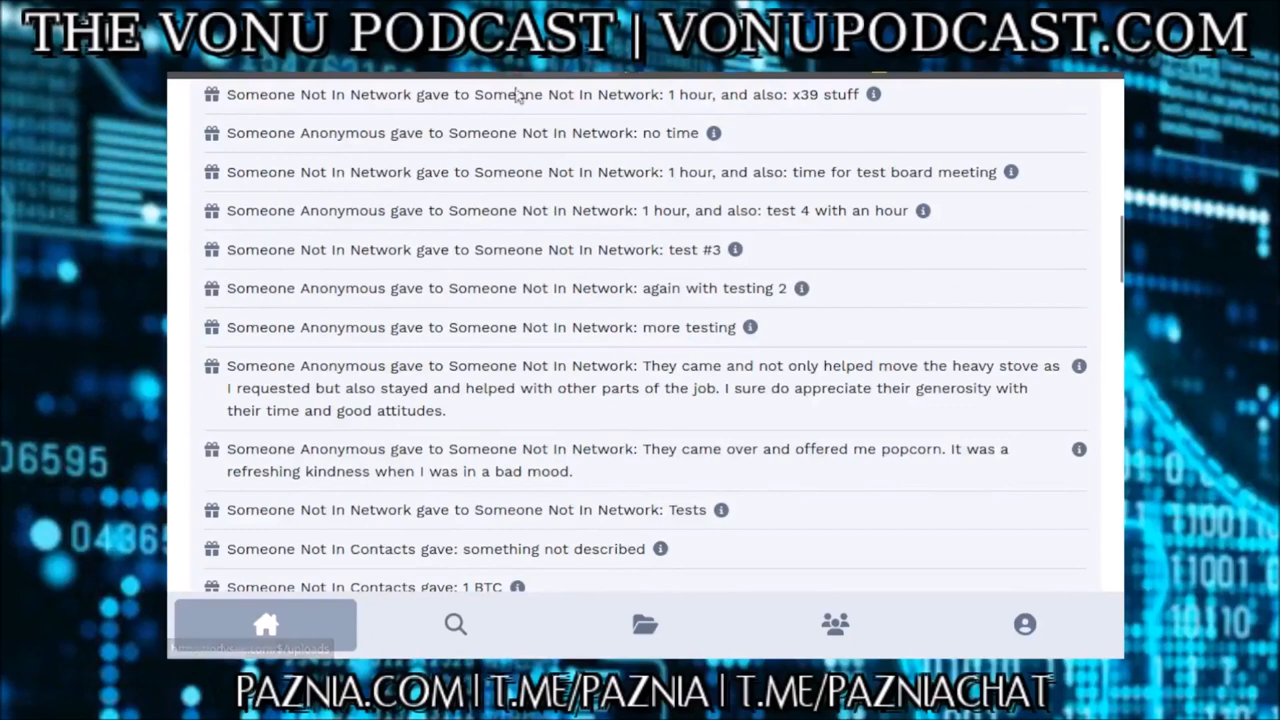 THE VONU PODCAST | VONUPODCAST.COM
Someone Not In Network gave to Someone Not In Network: 1 hour, and also: x39 stuff
Someone Anonymous gave to Someone Not In Network: no time
Someone Not In Network gave to Someone Not In Network: 1 hour, and also: time for test board meeting
Someone Anonymous gave to Someone Not In Network: 1 hour, and also: test 4 with an hour
Someone Not In Network gave to Someone Not In Network: test #3
Someone Anonymous gave to Someone Not In Network: again with testing 2
Someone Anonymous gave to Someone Not In Network: more testing
Someone Anonymous gave to Someone Not In Network: They came and not only helped move the heavy stove as
I requested but also stayed and helped with other parts of the job. I sure do appreciate their generosity with
their time and good attitudes.
Someone Anonymous gave to Someone Not In Network: They came over and offered me popcorn. It was a
refreshing kindness when I was in a bad mood.
Someone Not In Network gave to Someone Not In Network: Tests
Someone Not In Contacts gave: something not described
Someone Not In Contacts gave: 1 BTC
06595
04365
11001
11001
10110
PAZNIA.COM | T.ME/PAZNIA | T.ME/PAZNIACHAT